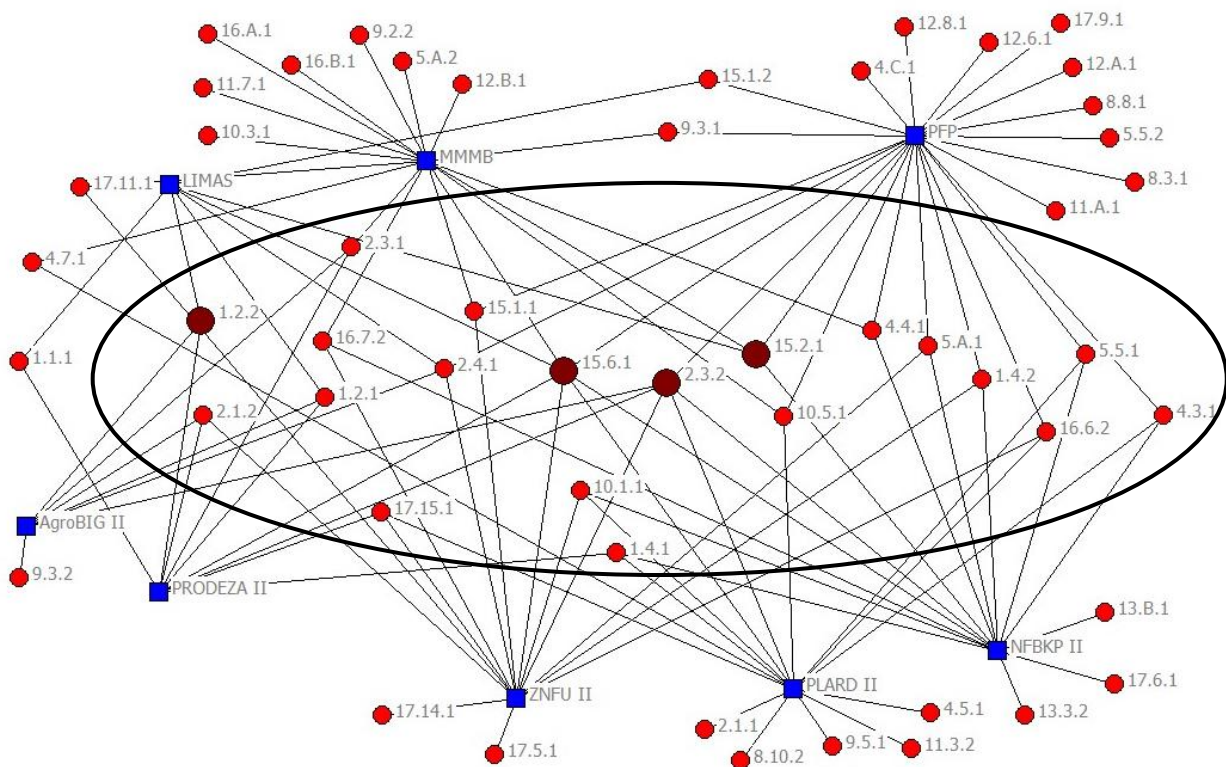 16.A.1
9.2.2
12.8.1
17.9.1
12.6.1
16.B.1
5.A.2
4.C.1
12.A.1
11.7.1
12.B.1
15.1.2
8.8.1
10.3.1
9.3.1
PFP
5.5.2
MMMB
17.11.1
LIMAS
8.3.1
11.A.1
2.3.1
4.7.1
1.2.2
15.1.1
4.4.1
16.7.2
5.A.1
15.2.1
5.5.1
1.1.1
2.4.1
15.6.1
2.3.2
1.4.2
1.2.1
2.1.2
10.5.1
4.3.1
16.6.2
10.1.1
17.15.1
AgroBIG II
1.4.1
9.3.2
PRODEZA II
13.B.1
NFBKP II
ZNFU II
PLARD II
17.6.1
17.14.1
4.5.1
13.3.2
2.1.1
17.5.1
8.10.2
9.5.1
11.3.2